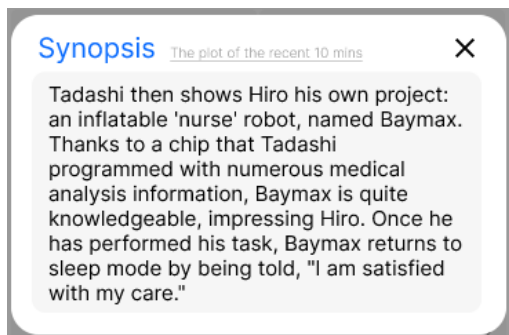 Synopsis The plot of the recent 10 mins
Tadashi then shows Hiro his own project:
an inflatable 'nurse' robot, named Baymax.
Thanks to a chip that Tadashi
programmed with numerous medical
analysis information, Baymax is quite
knowledgeable, impressing Hiro. Once he
has performed his task, Baymax returns to
sleep mode by being told, "I am satisfied
with my care."